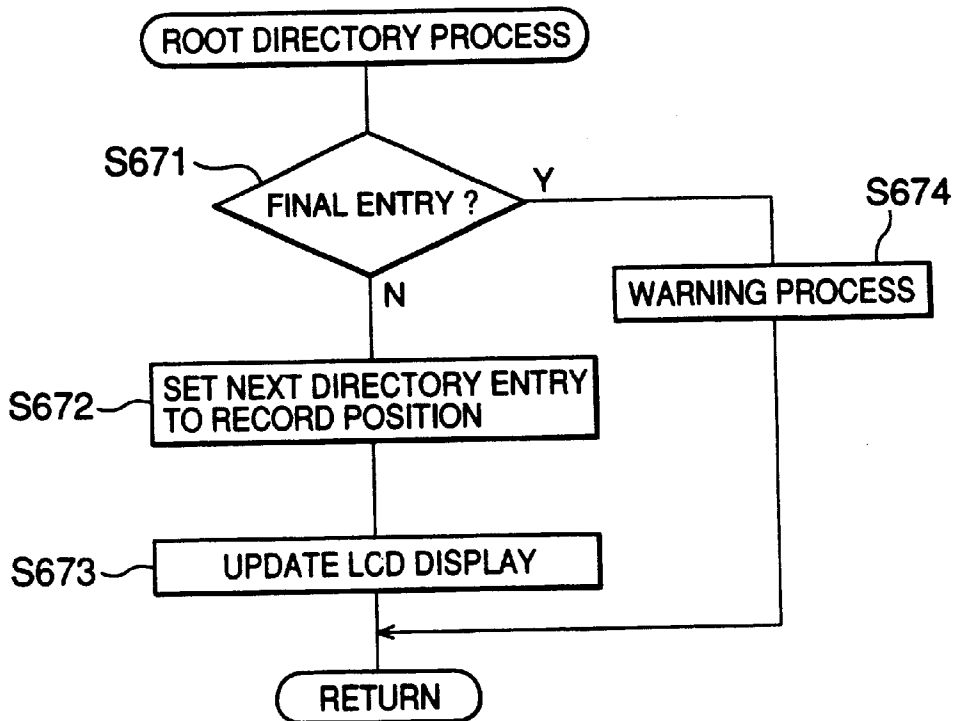 ROOT DIRECTORY PROCESS
S671
FINAL ENTRY ?
Y
S674
N
WARNING PROCESS
SET NEXT DIRECTORY ENTRY
TO RECORD POSITION
S672
UPDATE LCD DISPLAY
S673
RETURN